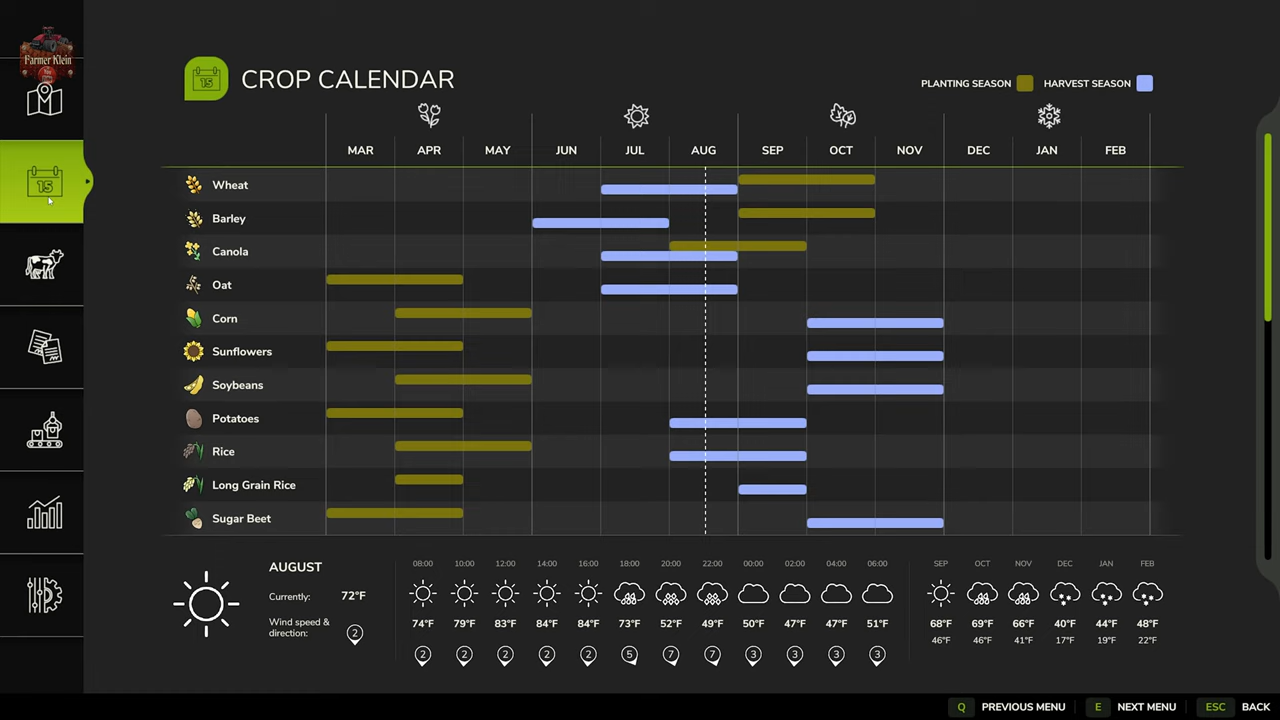 Farmer Klein
You
15
15
CROP CALENDAR
PLANTING SEASON
HARVEST SEASON
MAR APR MAY JUN JUL AUG SEP OCT NOV DEC JAN FEB
Wheat
Barley
Canola
Oat
Corn
Sunflowers
Soybeans
Potatoes
Rice
Long Grain Rice
Sugar Beet
AUGUST
Currently: 72°F
Wind speed &
direction: 2
08:00 10:00 12:00 14:00 16:00 18:00 20:00 22:00 00:00 02:00 04:00 06:00
74°F 79°F 83°F 84°F 84°F 73°F 52°F 49°F 50°F 47°F 47°F 51°F
2 2 2 2 2 5 7 7 3 3 3 3
SEP OCT NOV DEC JAN FEB
68°F 69°F 66°F 40°F 44°F 48°F
46°F 46°F 41°F 17°F 19°F 22°F
Q PREVIOUS MENU E NEXT MENU ESC BACK